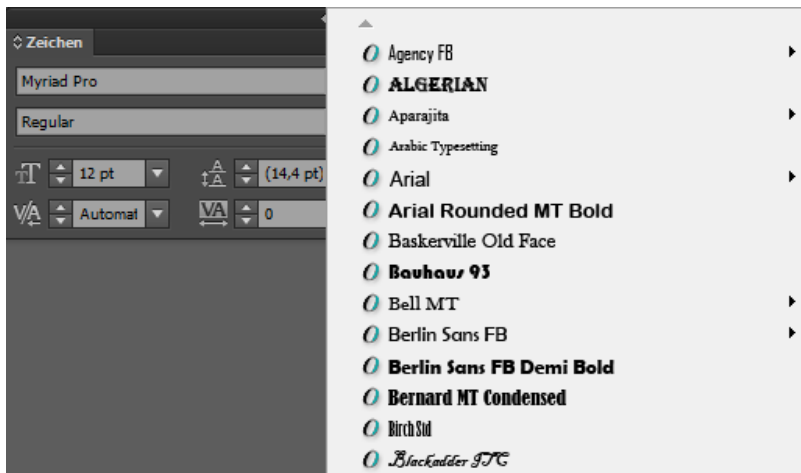 Zeichen
Myriad Pro
Regular
12 pt
(14,4 pt)
Automat
0
Agency FB
ALGERIAN
Aparajita
Arabic Typesetting
Arial
Arial Rounded MT Bold
Baskerville Old Face
Bauhaus 93
Bell MT
Berlin Sans FB
Berlin Sans FB Demi Bold
Bernard MT Condensed
Birch Std
Blackadder ITC